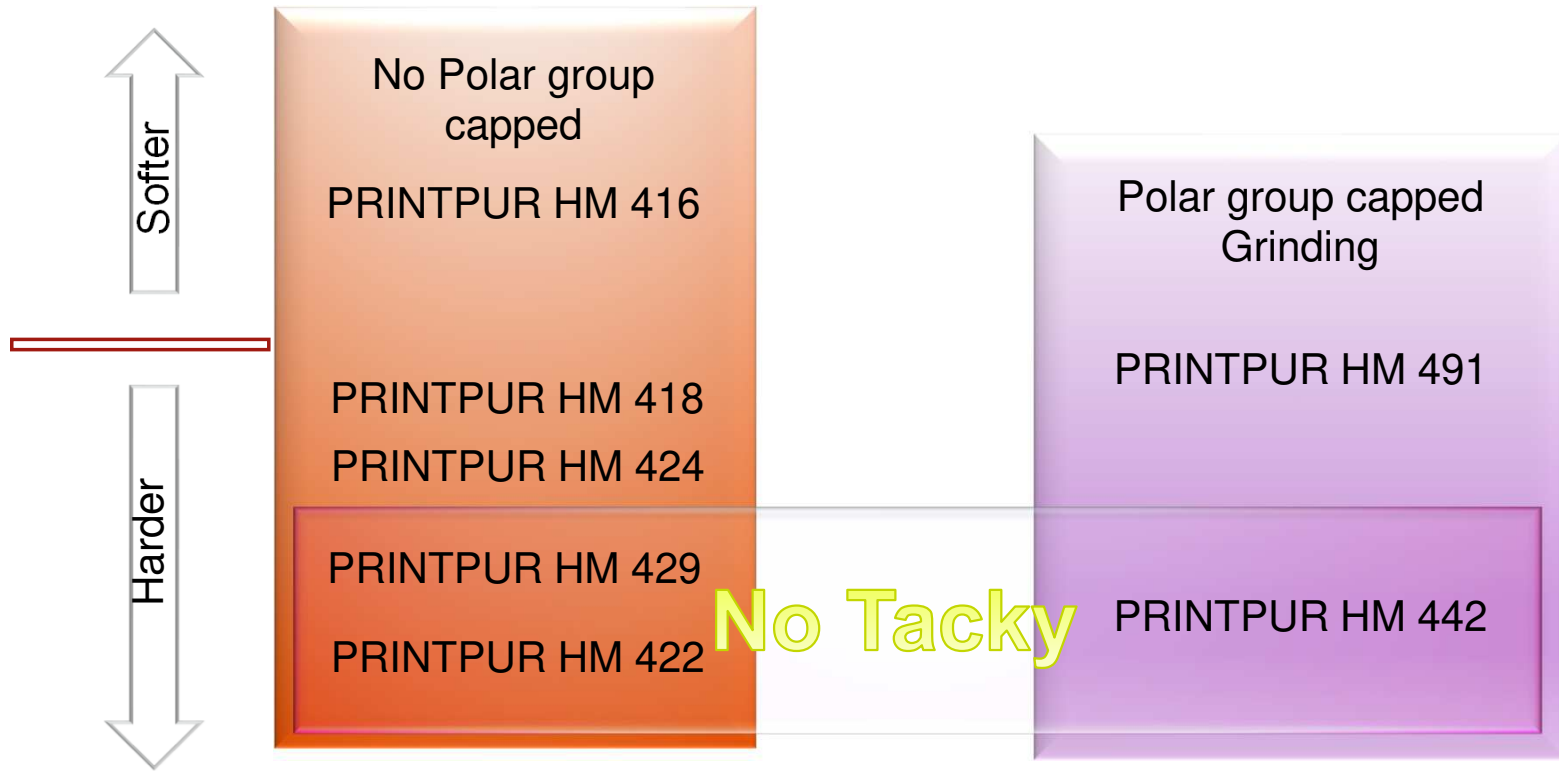 Softer
Harder
No Polar group
capped
PRINTPUR HM 416
PRINTPUR HM 418
PRINTPUR HM 424
PRINTPUR HM 429
PRINTPUR HM 422
No Tacky
Polar group capped
Grinding
PRINTPUR HM 491
PRINTPUR HM 442